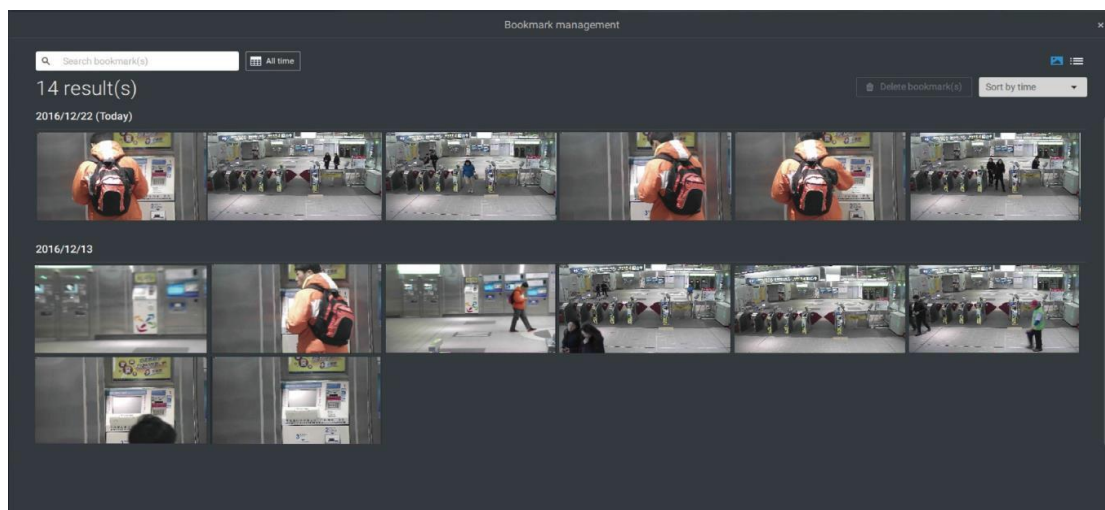 Bookmark management
×
Search bookmark(s)
All time
14 result(s)
Delete bookmark(s)
Sort by time
2016/12/22 (Today)
2016/12/13